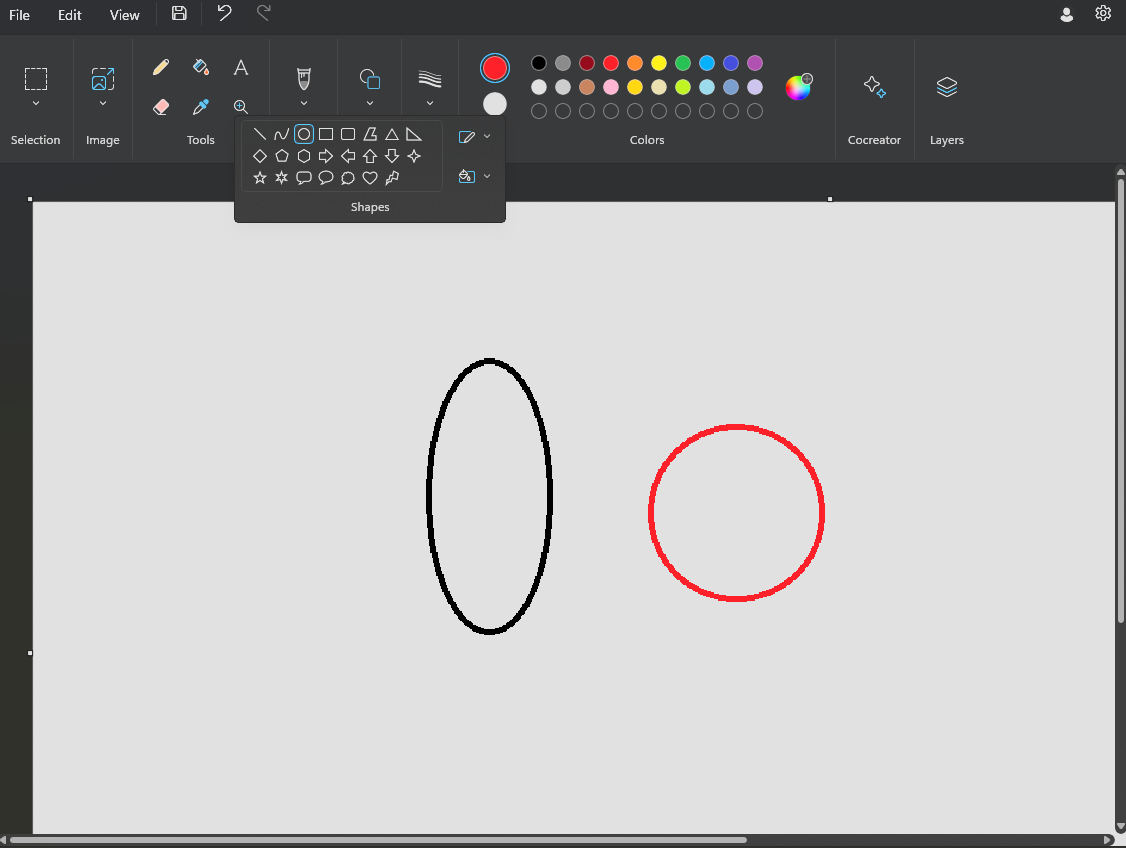 File Edit View
Selection Image Tools Colors Cocreator Layers
Shapes